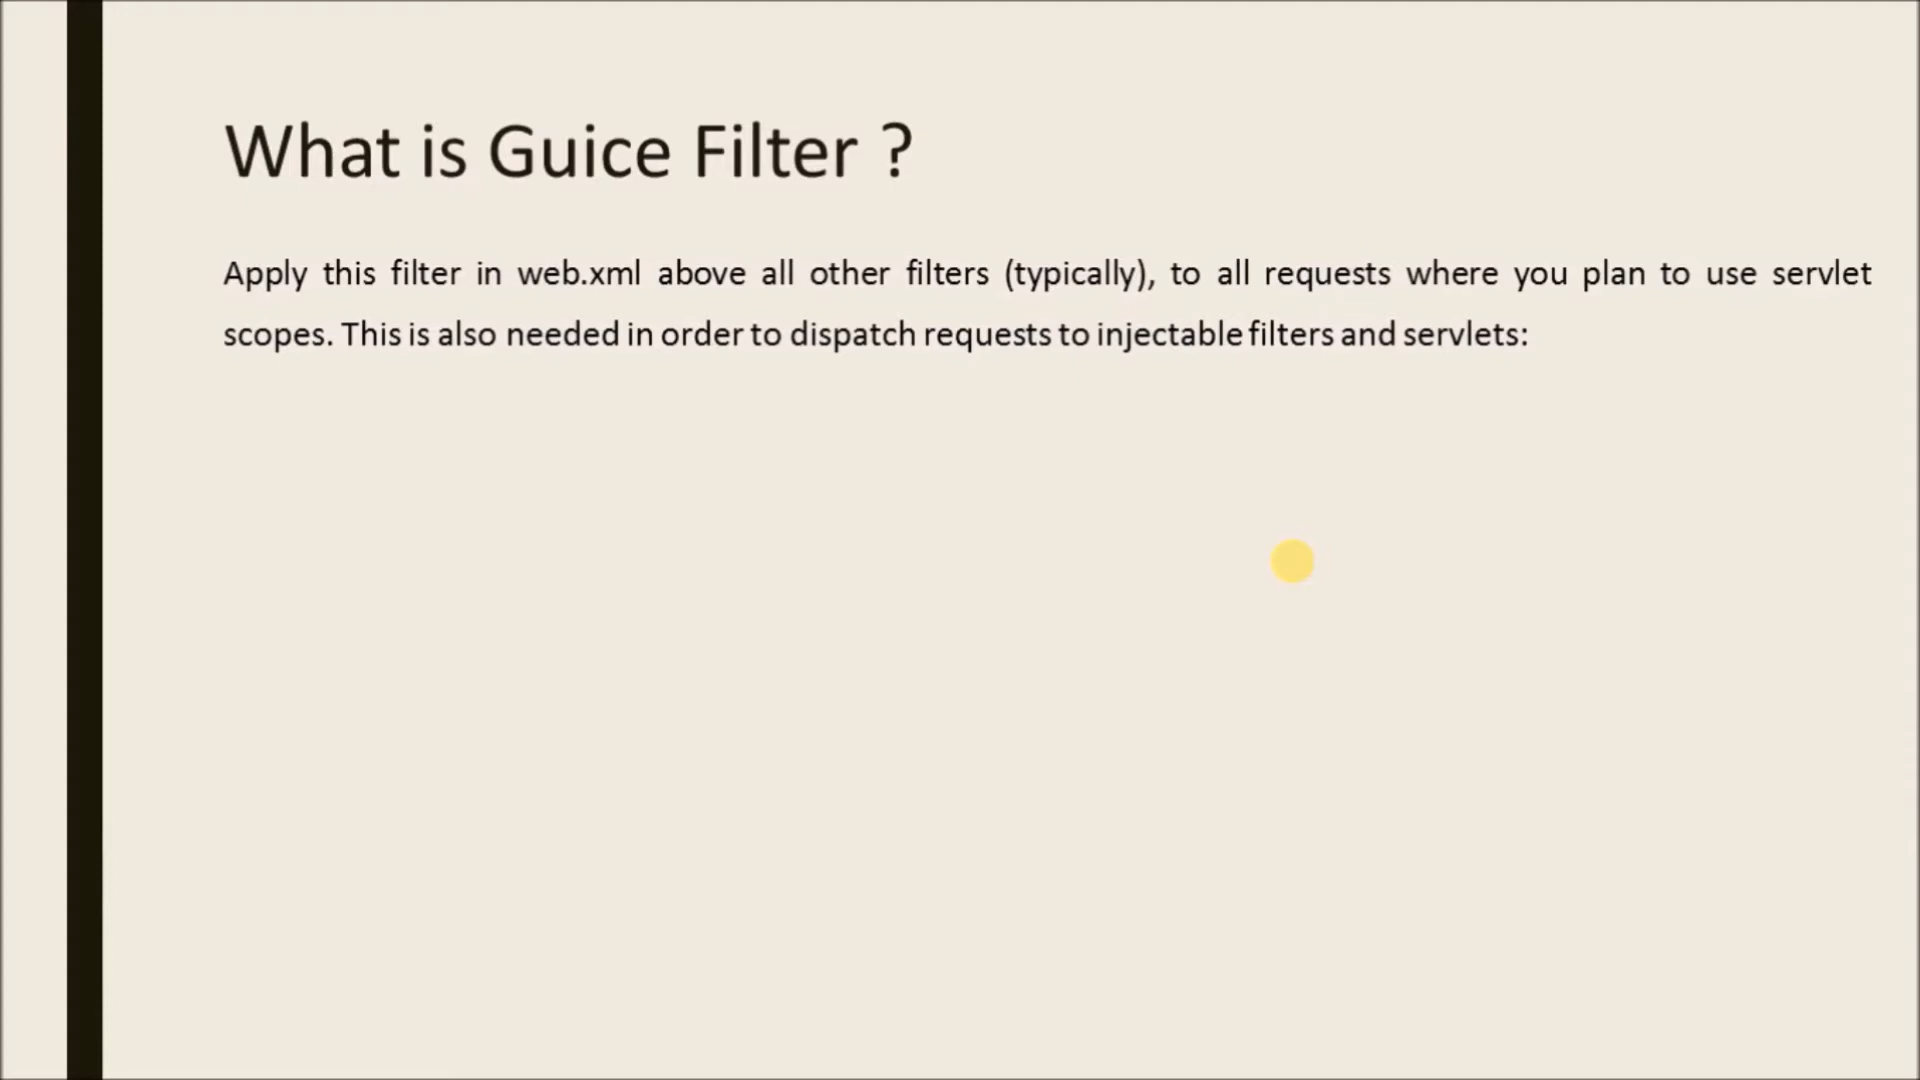 What is Guice Filter ?
Apply this filter in web.xml above all other filters (typically), to all requests where you plan to use servlet
scopes. This is also needed in order to dispatch requests to injectable filters and servlets: